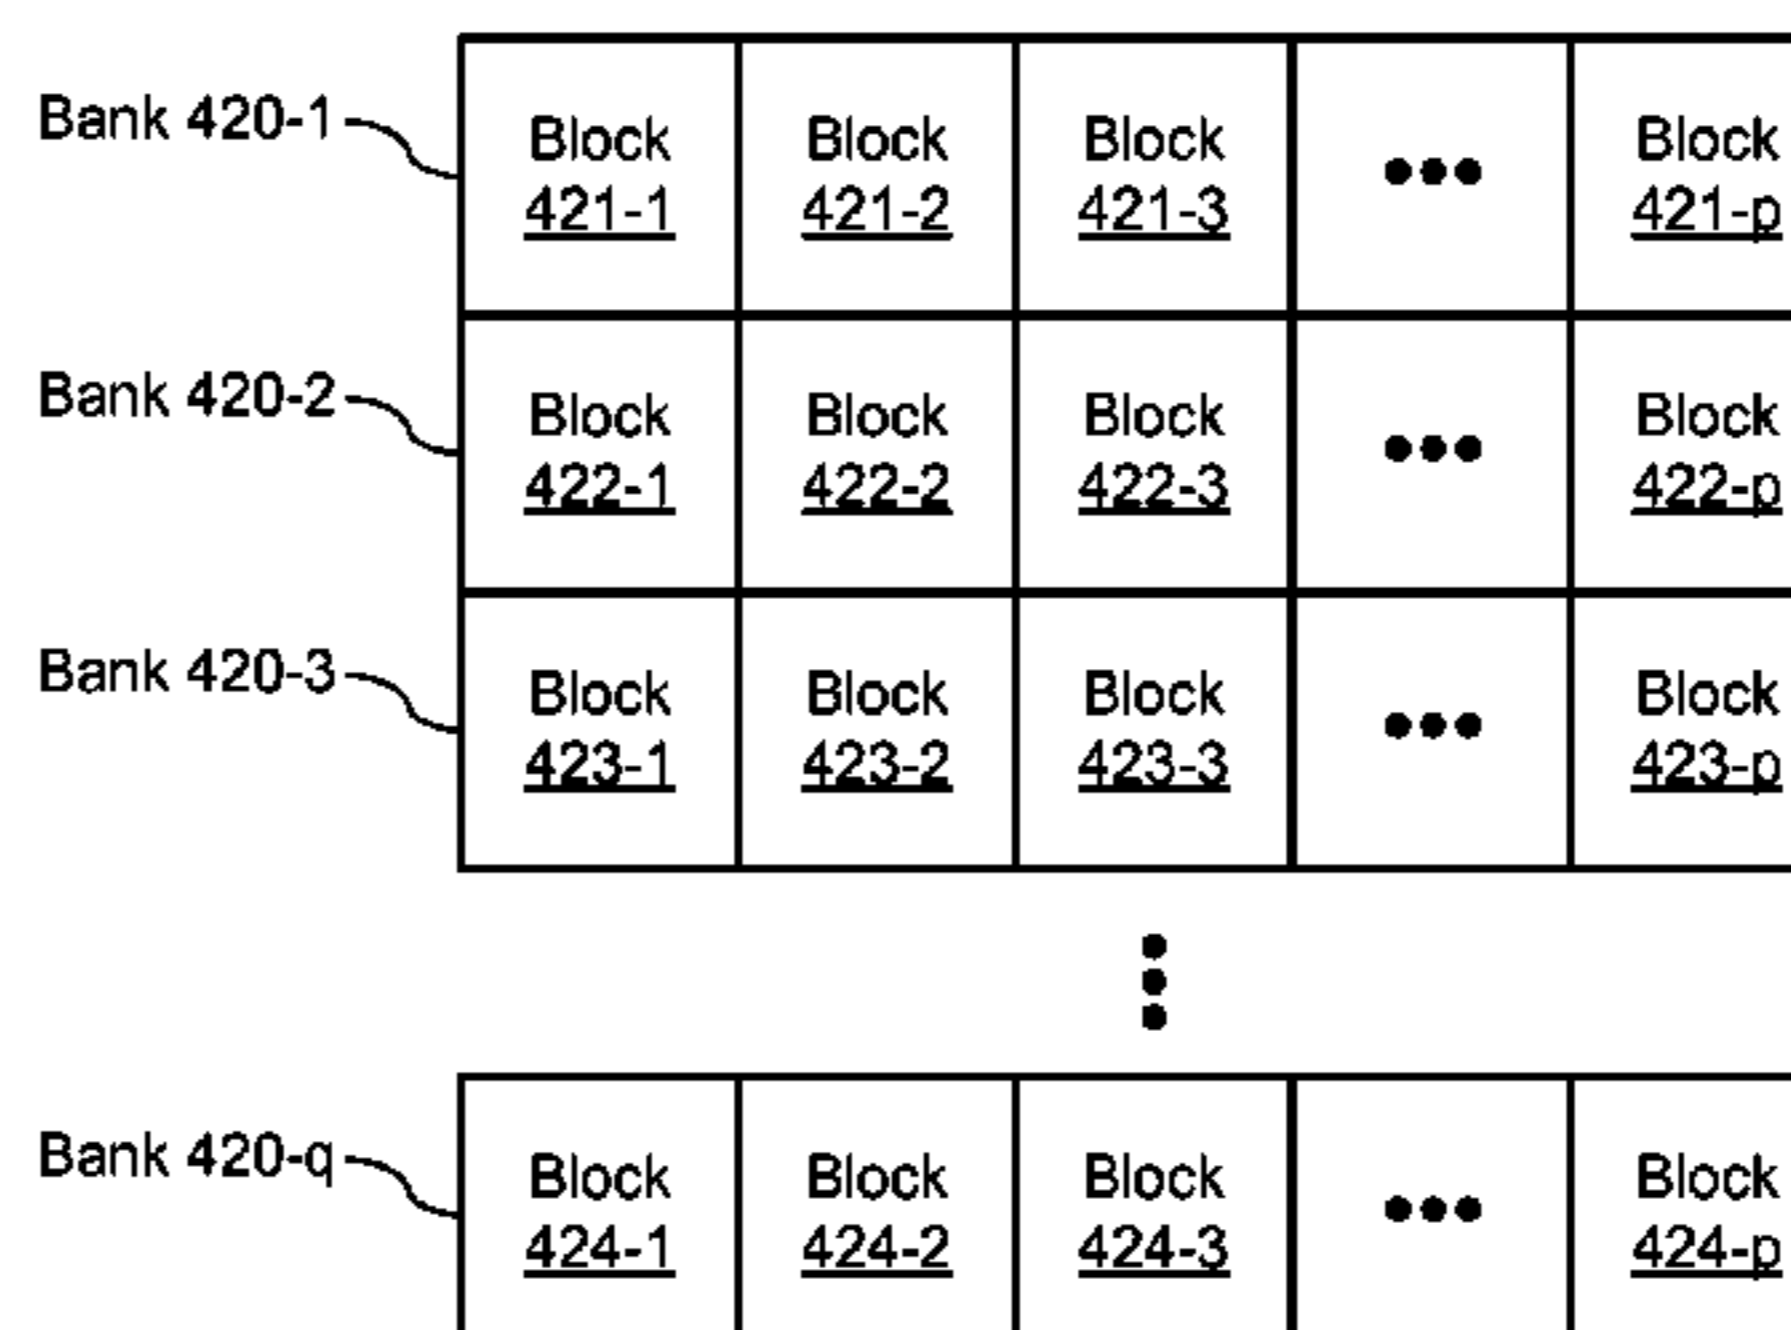 Bank 420-1
Block Block Block ••• Block
421-1 421-2 421-3 421-p
Bank 420-2
Block Block Block ••• Block
422-1 422-2 422-3 422-p
Bank 420-3
Block Block Block ••• Block
423-1 423-2 423-3 423-p
Bank 420-q
Block Block Block ••• Block
424-1 424-2 424-3 424-p